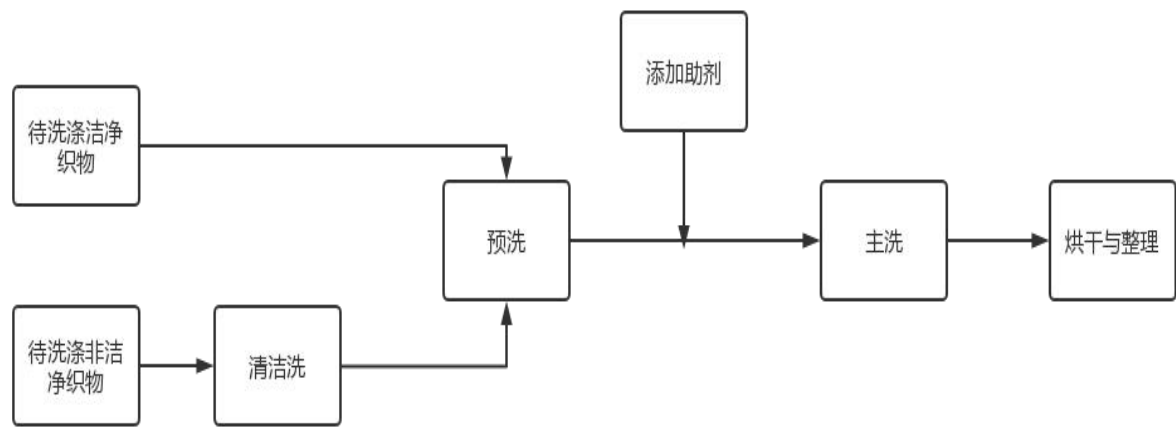 添加助剂
待洗涤洁净
织物
预洗
主洗
烘干与整理
待洗涤非洁
净织物
清洁洗